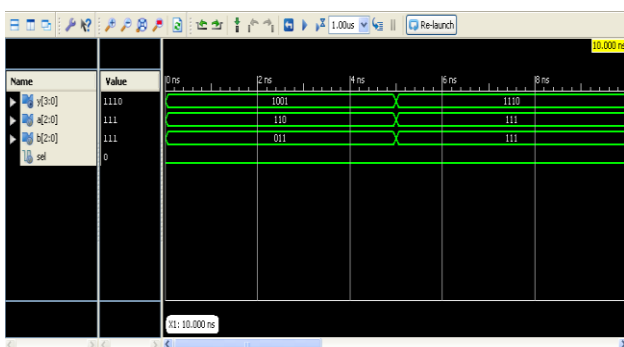 1.00us Re-launch
10.000 ns
Name Value 0 ns 2 ns 4 ns 6 ns 8 ns
y[3:0] 1110 1001 1110
a[2:0] 111 110 111
b[2:0] 111 011 111
sel 0
X1: 10.000 ns